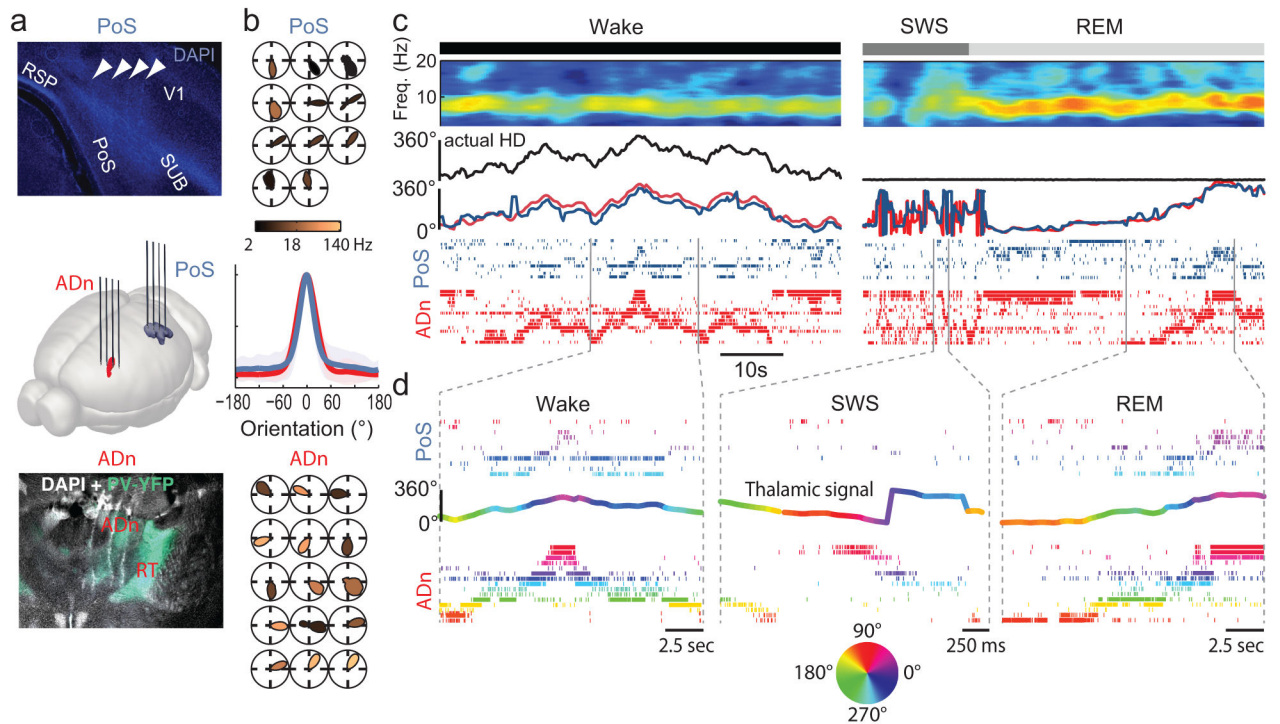 a
PoS
DAPI
RSP
V1
PoS
SUB
ADn
PoS
ADn
DAPI + PV-YFP
ADn
RT
b
PoS
2 18 140 Hz
−180 −60 0 60 180
Orientation (°)
ADn
c
Wake
SWS
REM
Freq. (Hz)
20
10
360°
actual HD
360°
0°
PoS
ADn
10s
d
Wake
SWS
REM
PoS
360°
0°
Thalamic signal
ADn
2.5 sec
250 ms
2.5 sec
90°
180°
0°
270°